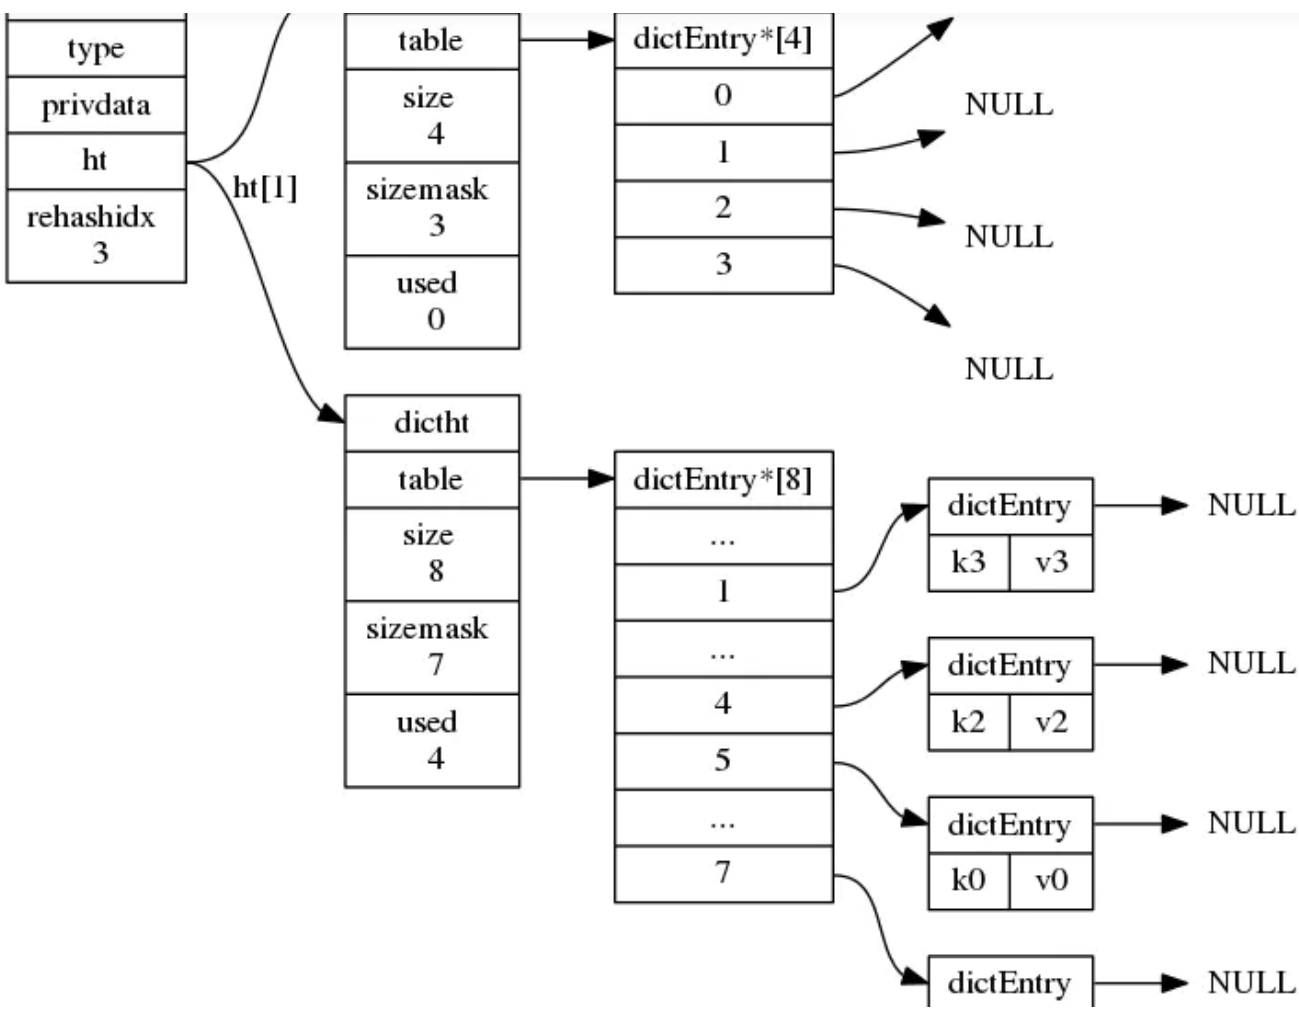 type
privdata
ht
rehashidx
3
ht[1]
table
size
4
sizemask
3
used
0
dictEntry*[4]
0
1
2
3
NULL
NULL
NULL
dictht
table
size
8
sizemask
7
used
4
dictEntry*[8]
...
1
...
4
5
...
7
dictEntry
k3 v3
NULL
dictEntry
k2 v2
NULL
dictEntry
k0 v0
NULL
dictEntry
NULL